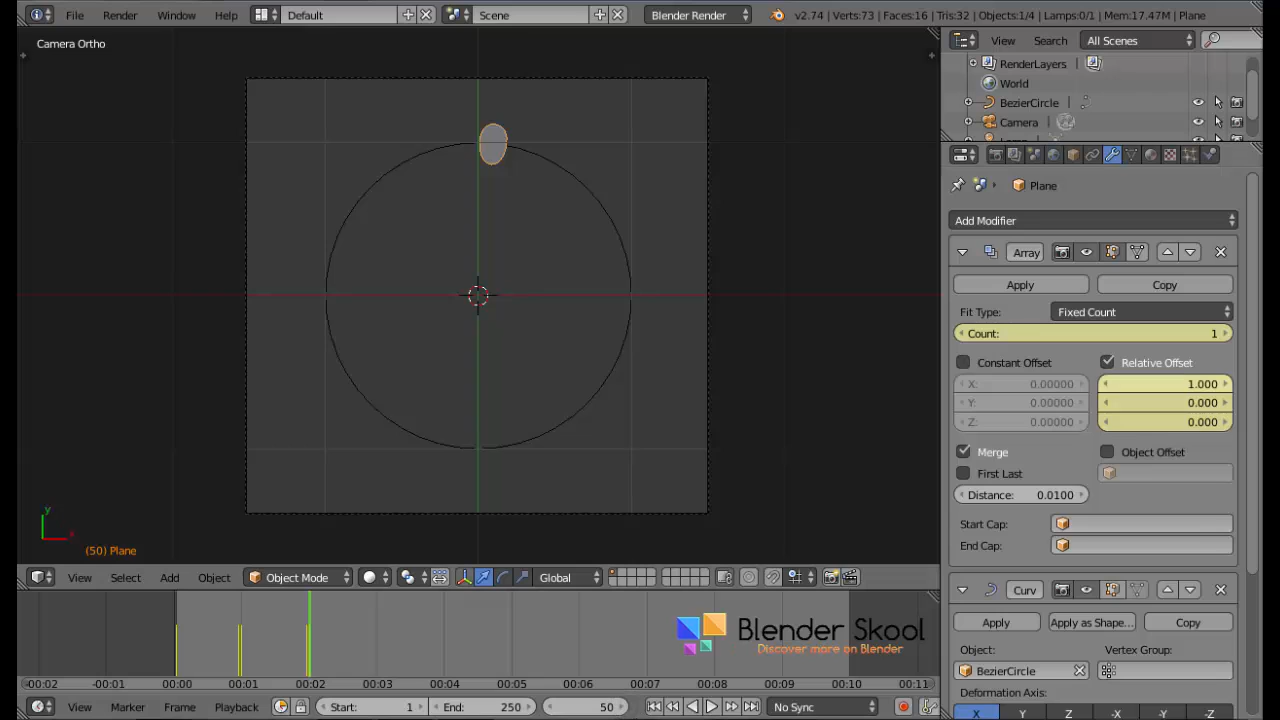 File Render Window Help Default Scene Blender Render v2.74 | Verts:73 | Faces:16 | Tris:32 | Objects:1/4 | Lamps:0/1 | Mem:17.47M | Plane
Camera Ortho
View Search All Scenes
RenderLayers
World
BezierCircle
Camera
Plane
Add Modifier
Array
Apply Copy
Fit Type: Fixed Count
Count: 1
Constant Offset Relative Offset
X: 0.00000 1.000
Y: 0.00000 0.000
Z: 0.00000 0.000
Merge Object Offset
First Last
Distance: 0.0100
Start Cap:
End Cap:
y
x
(50) Plane
View Select Add Object Object Mode Global
Curv
Apply Apply as Shape... Copy
Object: Vertex Group:
BezierCircle
Deformation Axis:
X Y Z -X -Y -Z
Blender Skool
Discover more on Blender
-00:02 -00:01 00:00 00:01 00:02 00:03 00:04 00:05 00:06 00:07 00:08 00:09 00:10 00:11
View Marker Frame Playback Start: 1 End: 250 50 No Sync